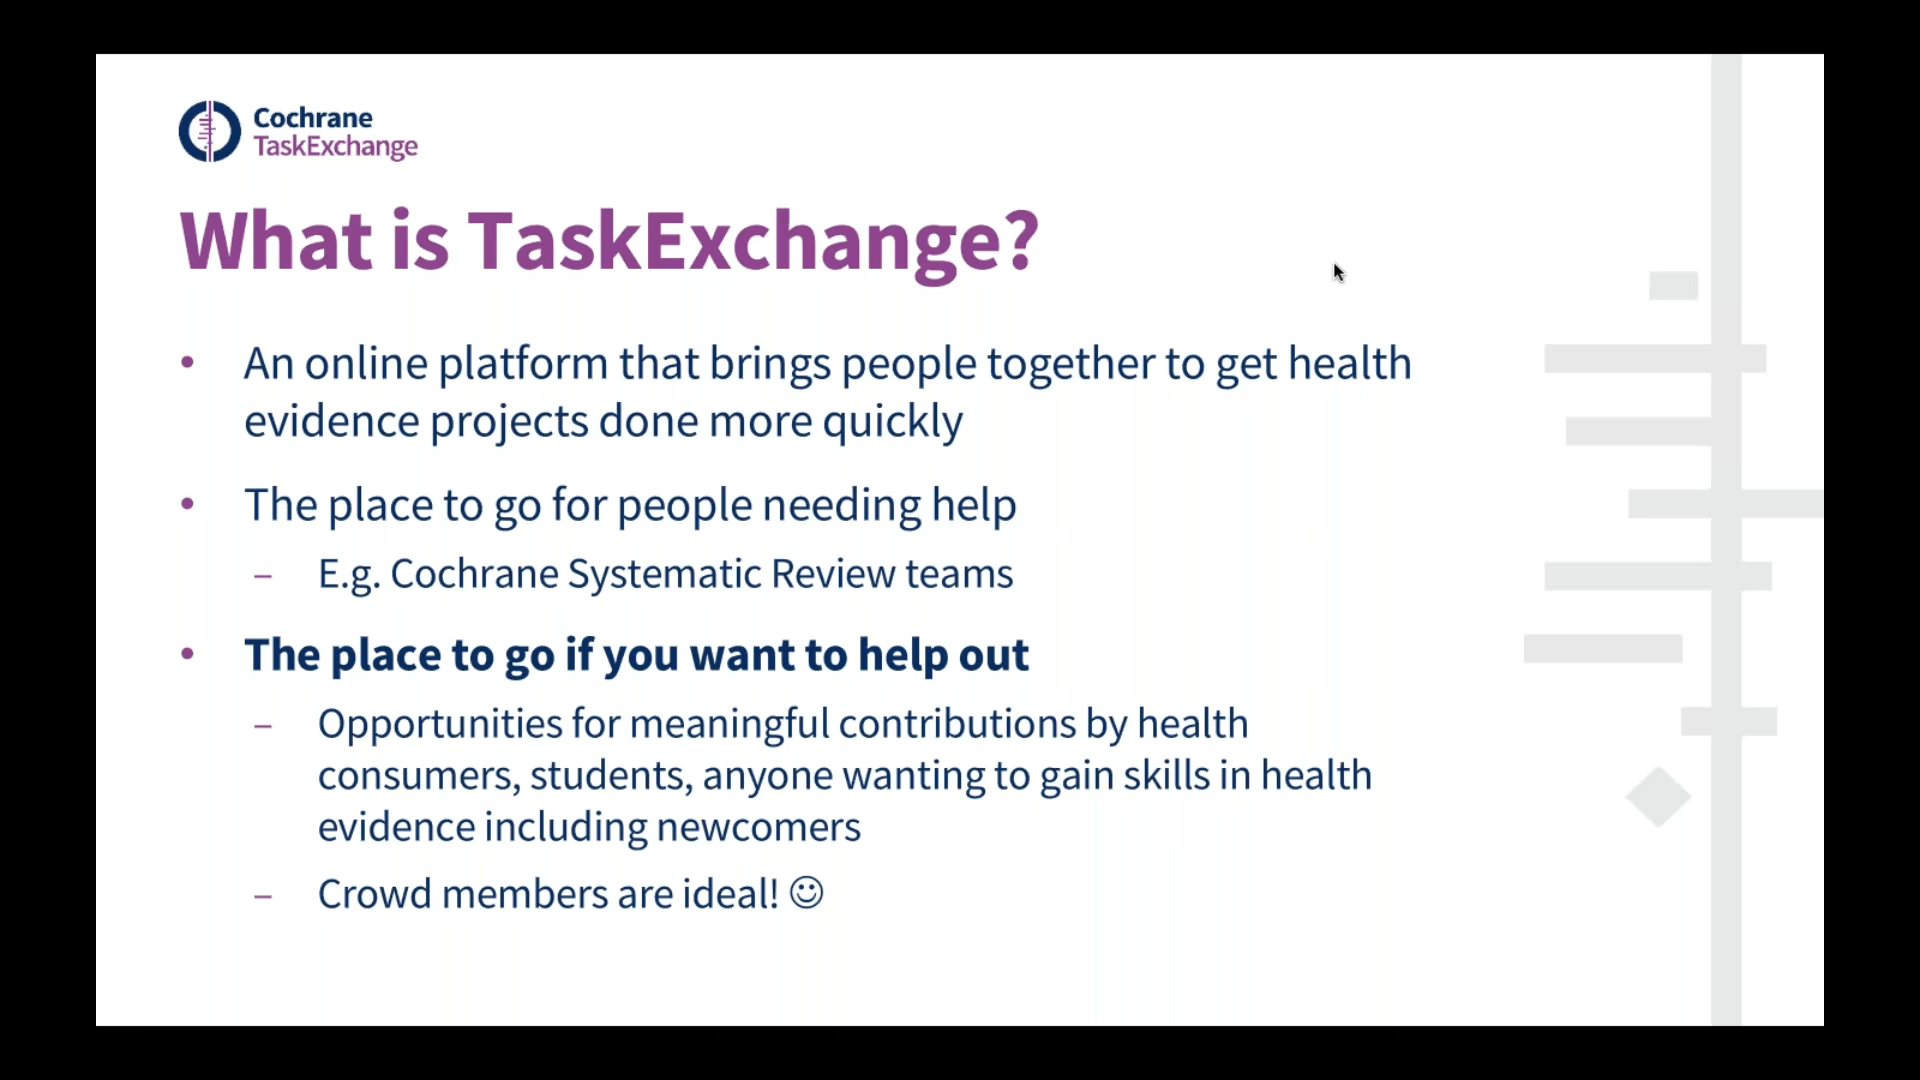 Cochrane
TaskExchange
What is TaskExchange?
• An online platform that brings people together to get health
evidence projects done more quickly
• The place to go for people needing help
– E.g. Cochrane Systematic Review teams
• The place to go if you want to help out
– Opportunities for meaningful contributions by health
consumers, students, anyone wanting to gain skills in health
evidence including newcomers
– Crowd members are ideal! ☺